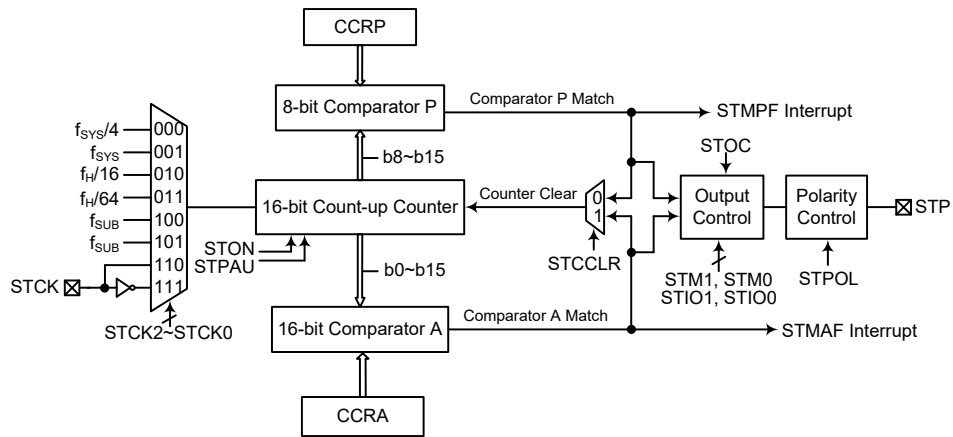 CCRP
8-bit Comparator P
Comparator P Match
STMPF Interrupt
fSYS/4
000
fSYS
001
fH/16
010
fH/64
011
fSUB
100
fSUB
101
110
STCK
111
STCK2~STCK0
b8~b15
16-bit Count-up Counter
Counter Clear
0
1
STCCLR
STON
STPAU
b0~b15
STOC
Output
Control
STM1, STM0
STIO1, STIO0
Polarity
Control
STPOL
STP
16-bit Comparator A
Comparator A Match
STMAF Interrupt
CCRA